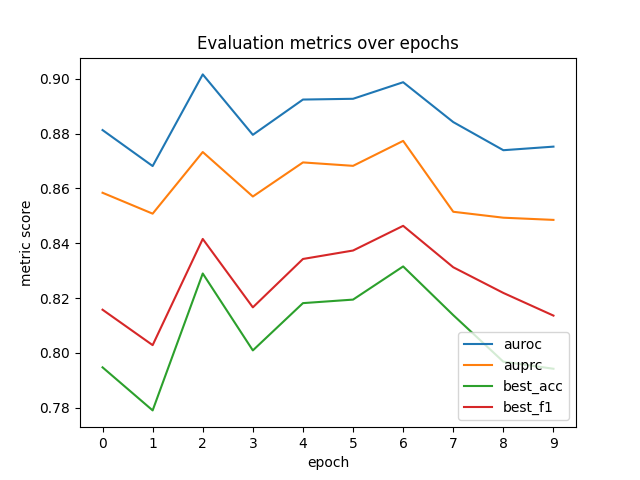 Evaluation metrics over epochs
metric score
0.90
0.88
0.86
0.84
0.82
0.80
0.78
auroc
auprc
best_acc
best_f1
0 1 2 3 4 5 6 7 8 9
epoch